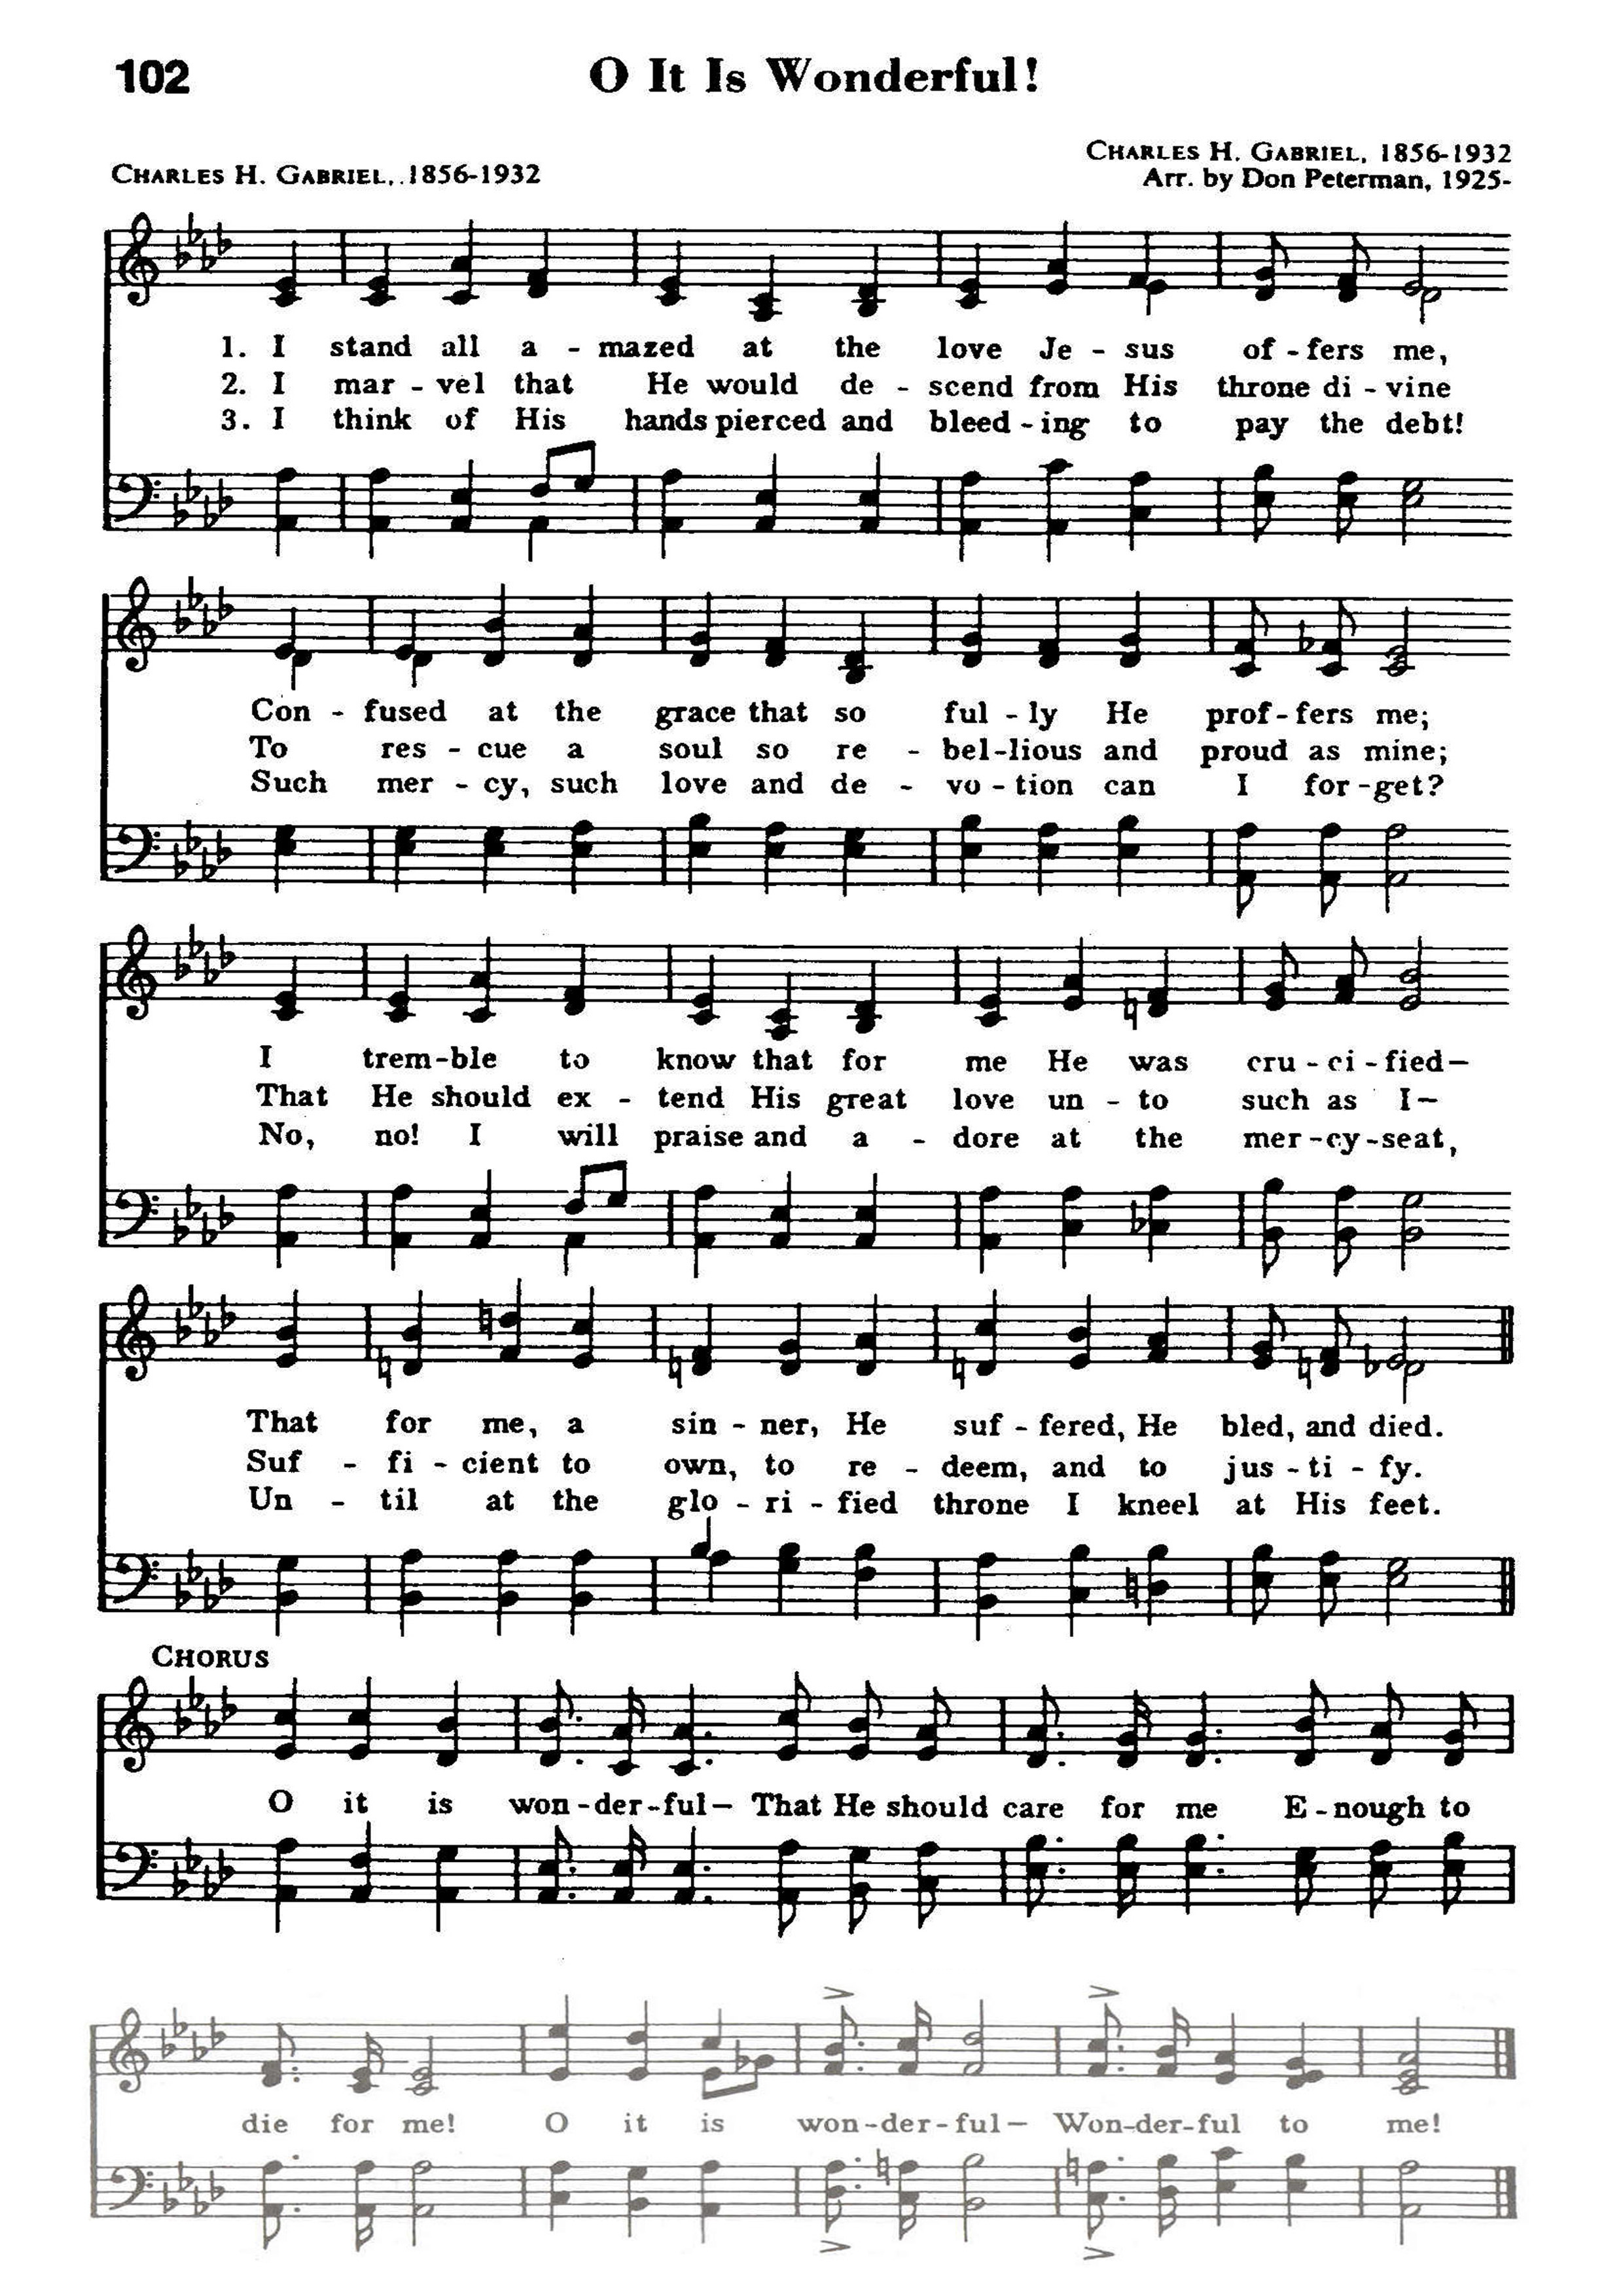 102
O It Is Wonderful!
CHARLES H. GABRIEL, 1856-1932
CHARLES H. GABRIEL, 1856-1932
Arr. by Don Peterman, 1925-
1. I stand all a - mazed at the love Je - sus of - fers me,
2. I mar - vel that He would de - scend from His throne di - vine
3. I think of His hands pierced and bleed - ing to pay the debt!
Con - fused at the grace that so ful - ly He prof - fers me;
To res - cue a soul so re - bel - lious and proud as mine;
Such mer - cy, such love and de - vo - tion can I for - get?
I trem - ble to know that for me He was cru - ci - fied—
That He should ex - tend His great love un - to such as I—
No, no! I will praise and a - dore at the mer - cy - seat,
That for me, a sin - ner, He suf - fered, He bled, and died.
Suf - fi - cient to own, to re - deem, and to jus - ti - fy.
Un - til at the glo - ri - fied throne I kneel at His feet.
CHORUS
O it is won - der - ful— That He should care for me E - nough to
die for me! O it is won - der - ful— Won - der - ful to me!